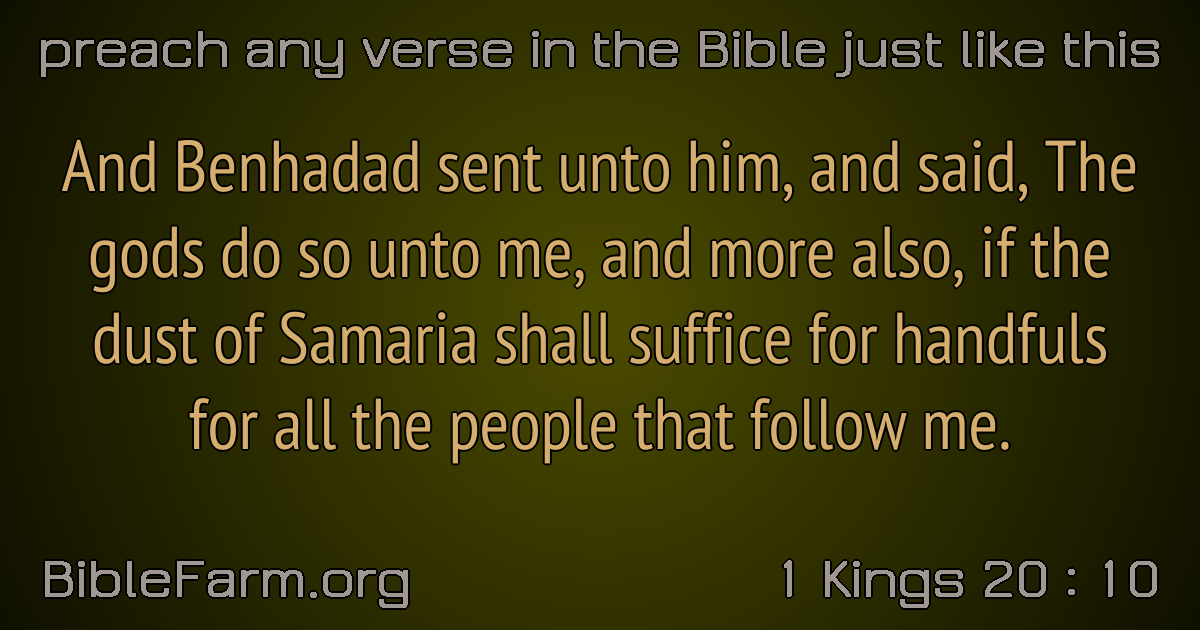 preach any verse in the Bible just like this
And Benhadad sent unto him, and said, The
gods do so unto me, and more also, if the
dust of Samaria shall suffice for handfuls
for all the people that follow me.
BibleFarm.org
1 Kings 20 : 10